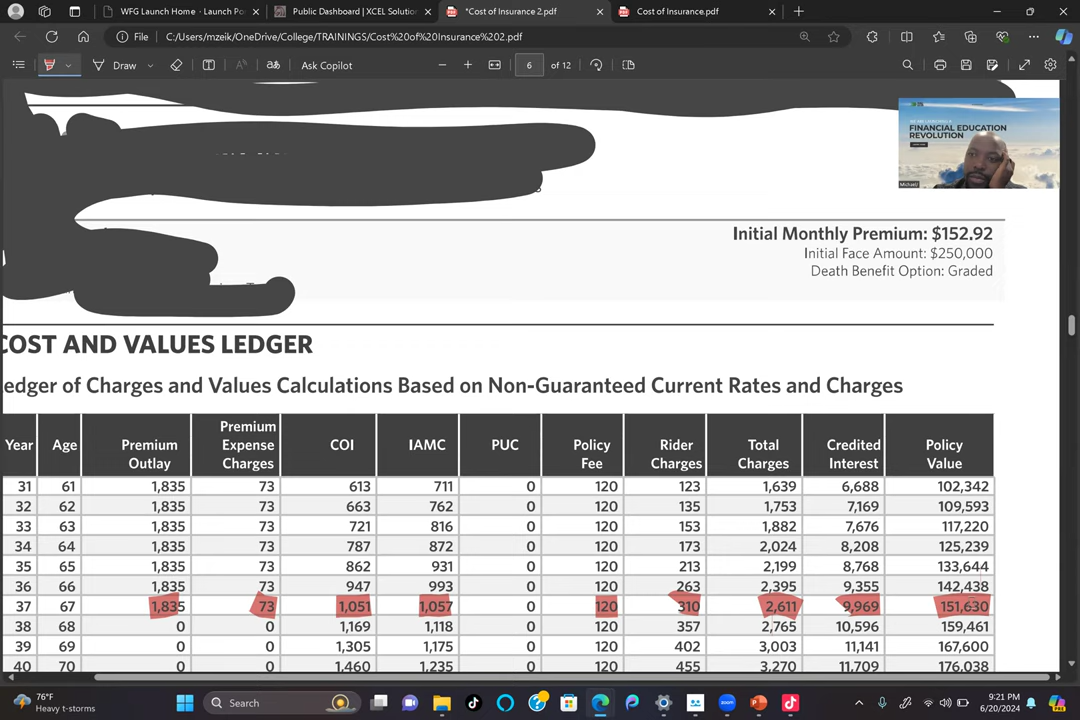 WFG Launch Home - Launch Po
Public Dashboard | XCEL Solution
*Cost of Insurance 2.pdf
Cost of Insurance.pdf
File
C:/Users/mzeik/OneDrive/College/TRAININGS/Cost%20of%20Insurance%202.pdf
Draw
Ask Copilot
6 of 12
FINANCIAL EDUCATION
REVOLUTION
Michael
Initial Monthly Premium: $152.92
Initial Face Amount: $250,000
Death Benefit Option: Graded
COST AND VALUES LEDGER
edger of Charges and Values Calculations Based on Non-Guaranteed Current Rates and Charges
Year Age Premium Outlay Premium Expense Charges COI IAMC PUC Policy Fee Rider Charges Total Charges Credited Interest Policy Value
31 61 1,835 73 613 711 0 120 123 1,639 6,688 102,342
32 62 1,835 73 663 762 0 120 135 1,753 7,169 109,593
33 63 1,835 73 721 816 0 120 153 1,882 7,676 117,220
34 64 1,835 73 787 872 0 120 173 2,024 8,208 125,239
35 65 1,835 73 862 931 0 120 213 2,199 8,768 133,644
36 66 1,835 73 947 993 0 120 263 2,395 9,355 142,438
37 67 1,835 73 1,051 1,057 0 120 310 2,611 9,969 151,630
38 68 0 0 1,169 1,118 0 120 357 2,765 10,596 159,461
39 69 0 0 1,305 1,175 0 120 402 3,003 11,141 167,600
40 70 0 0 1,460 1,235 0 120 455 3,270 11,709 176,038
76°F
Heavy t-storms
Search
9:21 PM
6/20/2024